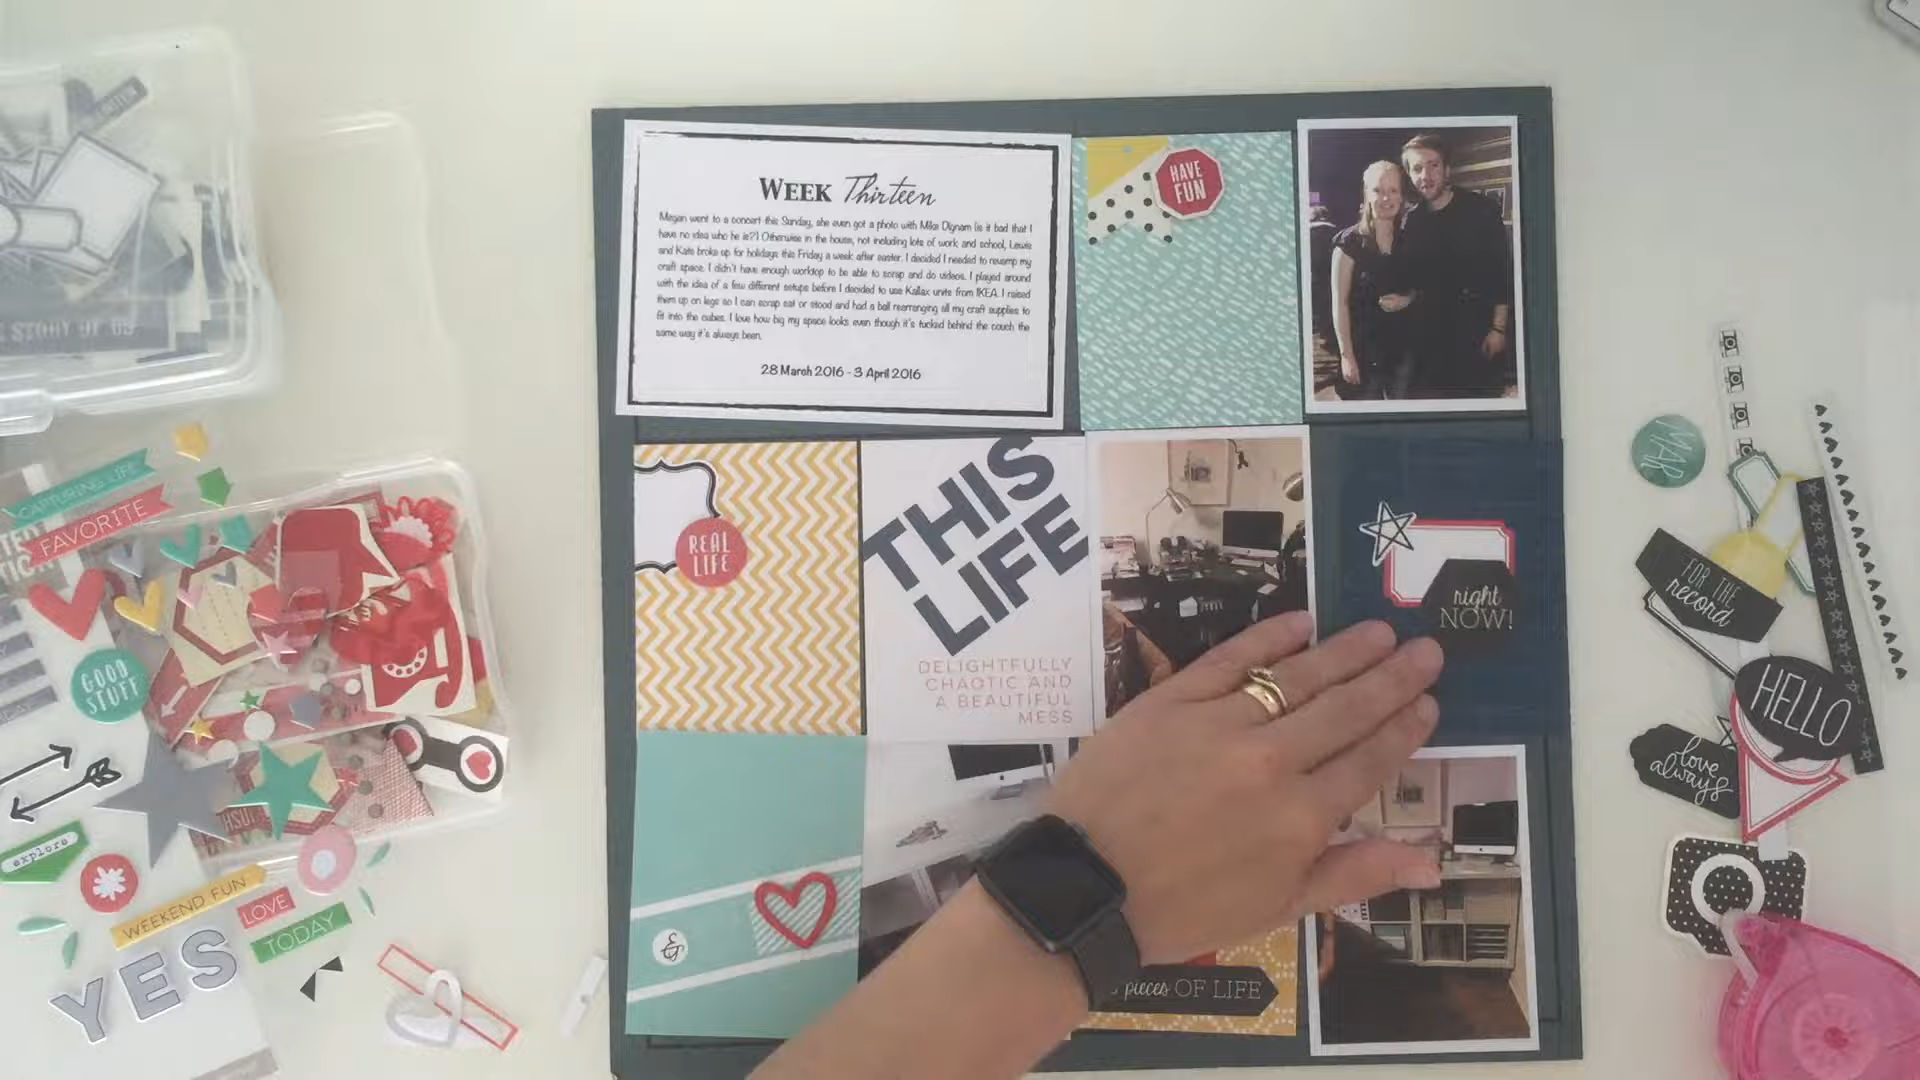 WEEK Thirteen
Megan went to a concert this Sunday, she even got a photo with Mike Dignam (is it bad that I
have no idea who he is?) Otherwise in the house, not including lots of work and school, Lewis
and Kate broke up for holidays this Friday a week after easter. I decided I needed to revamp my
craft space. I didn't have enough worktop to be able to scrap and do videos. I played around
with the idea of a few different setups before I decided to use Kallax units from IKEA. I raised
them up on legs so I can scrap sat or stood and had a ball rearranging all my craft supplies to
fit into the cubes. I love how big my space looks even though it's tucked behind the couch the
same way it's always been.
28 March 2016 - 3 April 2016
HAVE
FUN
REAL
LIFE
THIS
LIFE
DELIGHTFULLY
CHAOTIC AND
A BEAUTIFUL
MESS
right
NOW!
&
pieces OF LIFE
STORY OF US
CAPTURING LIFE
FAVORITE
GOOD
STUFF
explore
WEEKEND FUN
LOVE
TODAY
YES
MAR
FOR THE
record
HELLO
love
always